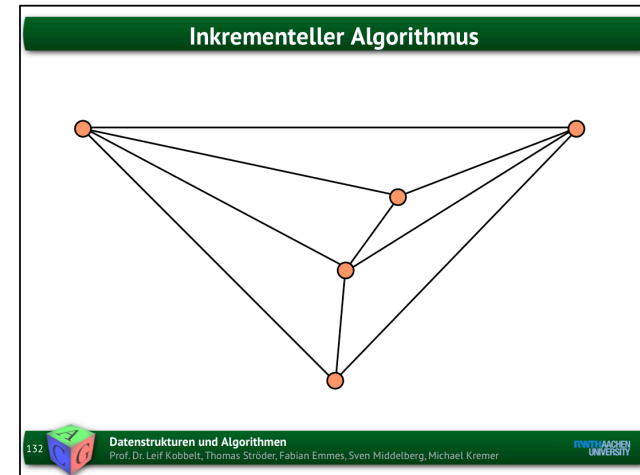 Inkrementeller Algorithmus
132
A
C G
Datenstrukturen und Algorithmen
Prof. Dr. Leif Kobbelt, Thomas Ströder, Fabian Emmes, Sven Middelberg, Michael Kremer
RWTHAACHEN
UNIVERSITY